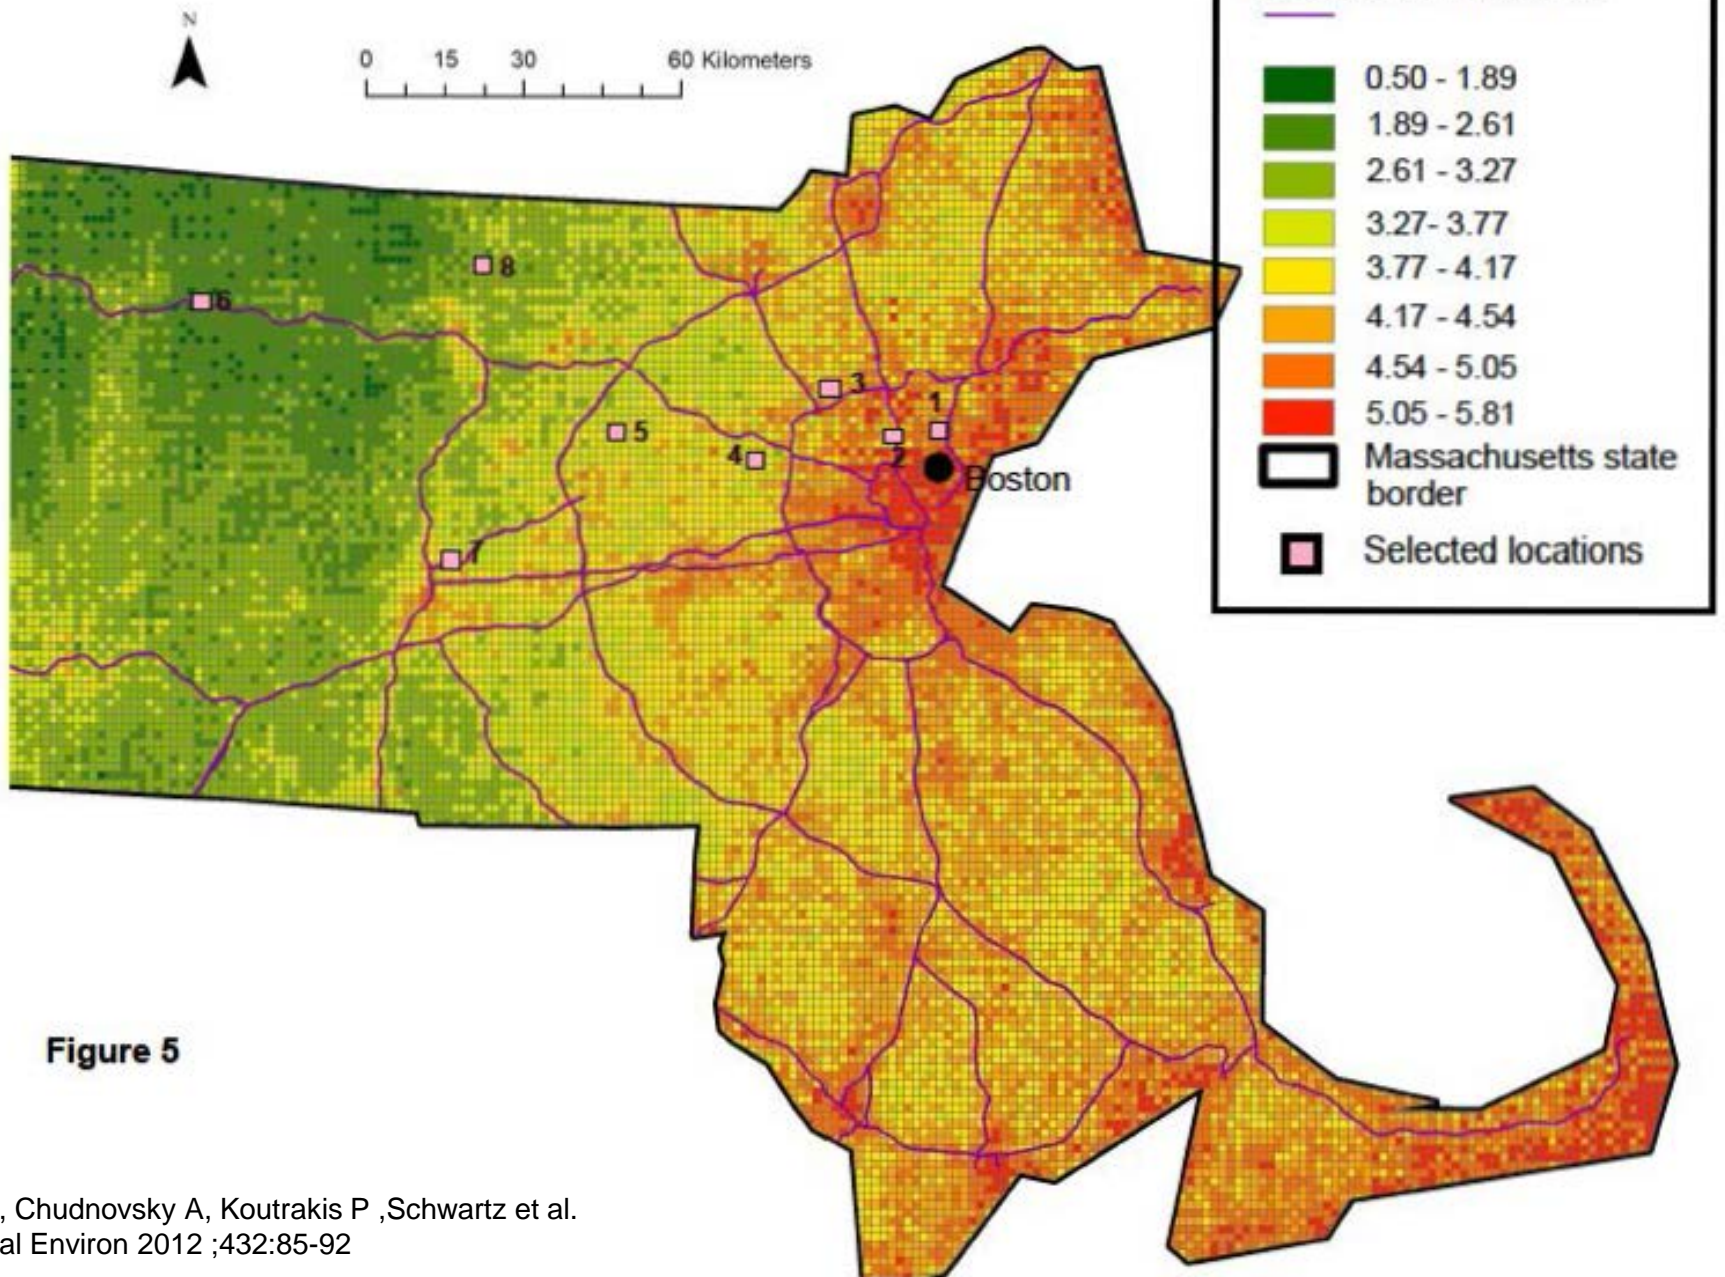 N
0 15 30 60 Kilometers
0.50 - 1.89
1.89 - 2.61
2.61 - 3.27
3.27- 3.77
3.77 - 4.17
4.17 - 4.54
4.54 - 5.05
5.05 - 5.81
Massachusetts state
border
Selected locations
8
6
3
1
5
4
2
Boston
7
Figure 5
, Chudnovsky A, Koutrakis P ,Schwartz et al.
al Environ 2012 ;432:85-92